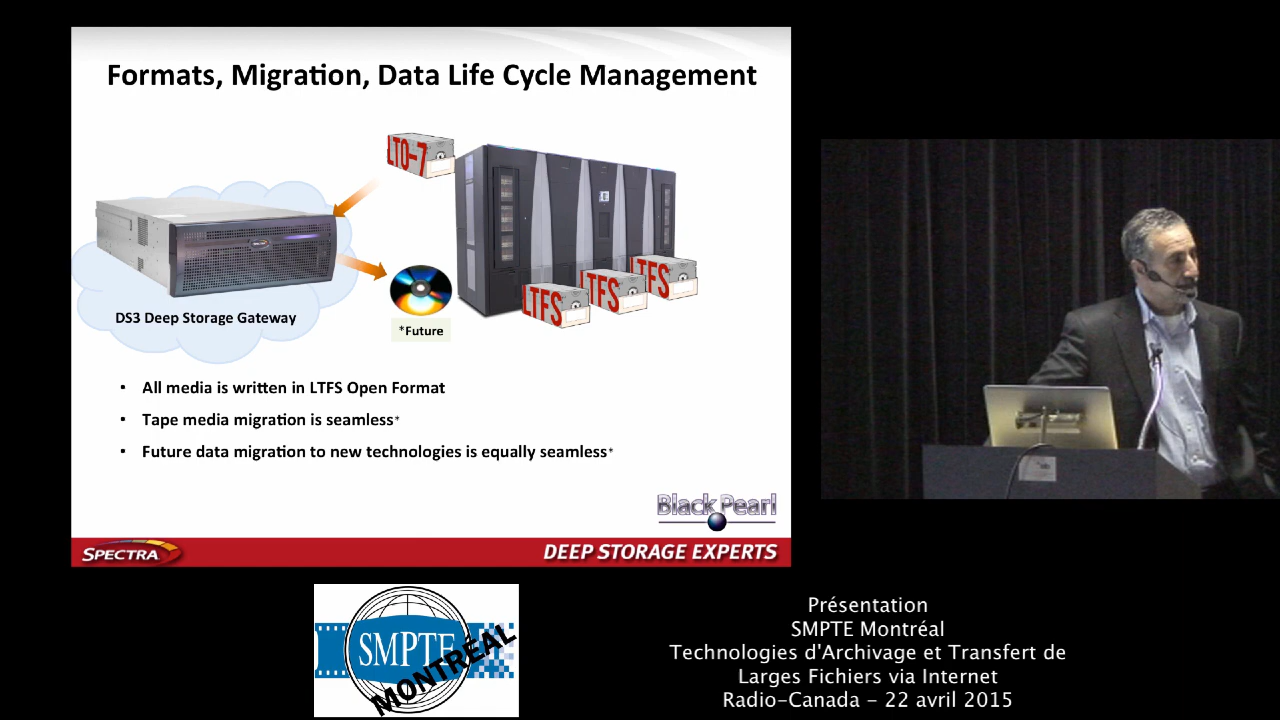 Formats, Migration, Data Life Cycle Management
LTO-7
LTFS
LTFS
LTFS
DS3 Deep Storage Gateway
*Future
• All media is written in LTFS Open Format
• Tape media migration is seamless*
• Future data migration to new technologies is equally seamless*
Black Pearl
SPECTRA
DEEP STORAGE EXPERTS
SMPTE
MONTRÉAL
Présentation
SMPTE Montréal
Technologies d'Archivage et Transfert de
Larges Fichiers via Internet
Radio-Canada - 22 avril 2015